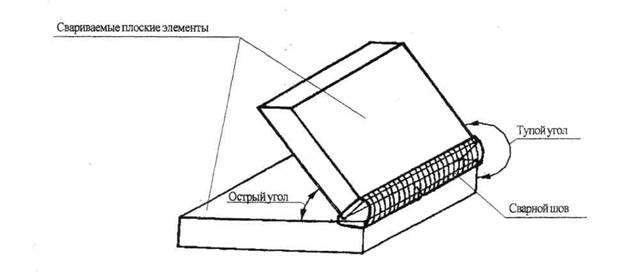 Свариваемые плоские элементы
Тупой угол
Острый угол
Сварной шов